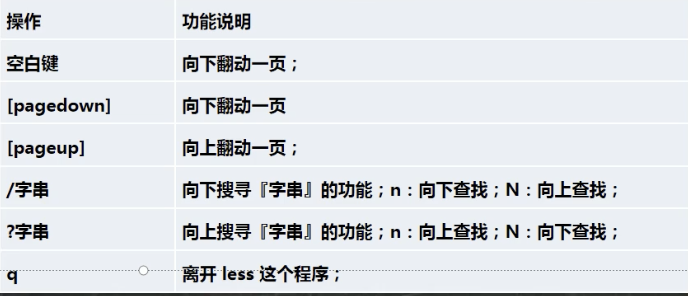 操作 功能说明
空白键 向下翻动一页；
[pagedown] 向下翻动一页
[pageup] 向上翻动一页；
/字串 向下搜寻『字串』的功能；n：向下查找；N：向上查找；
?字串 向上搜寻『字串』的功能；n：向上查找；N：向下查找；
q 离开 less 这个程序；